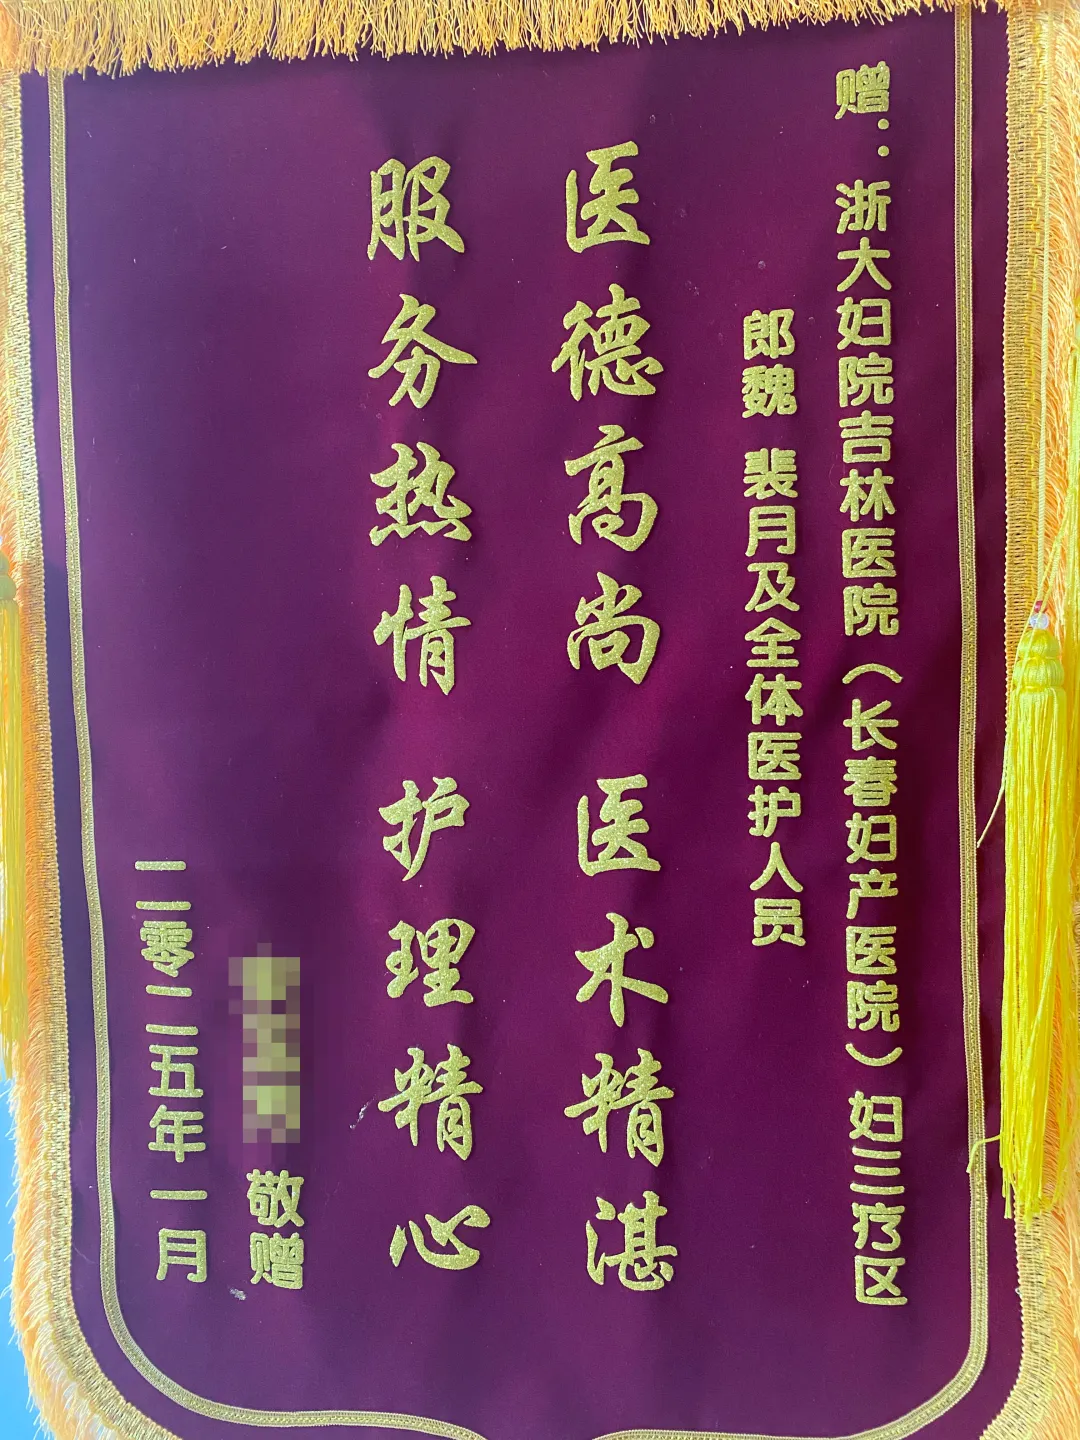 赠：浙大妇院吉林医院（长春妇产医院）妇三疗区
郎魏 裴月及全体医护人员
医德高尚 医术精湛
服务热情 护理精心
敬赠
二零二五年一月